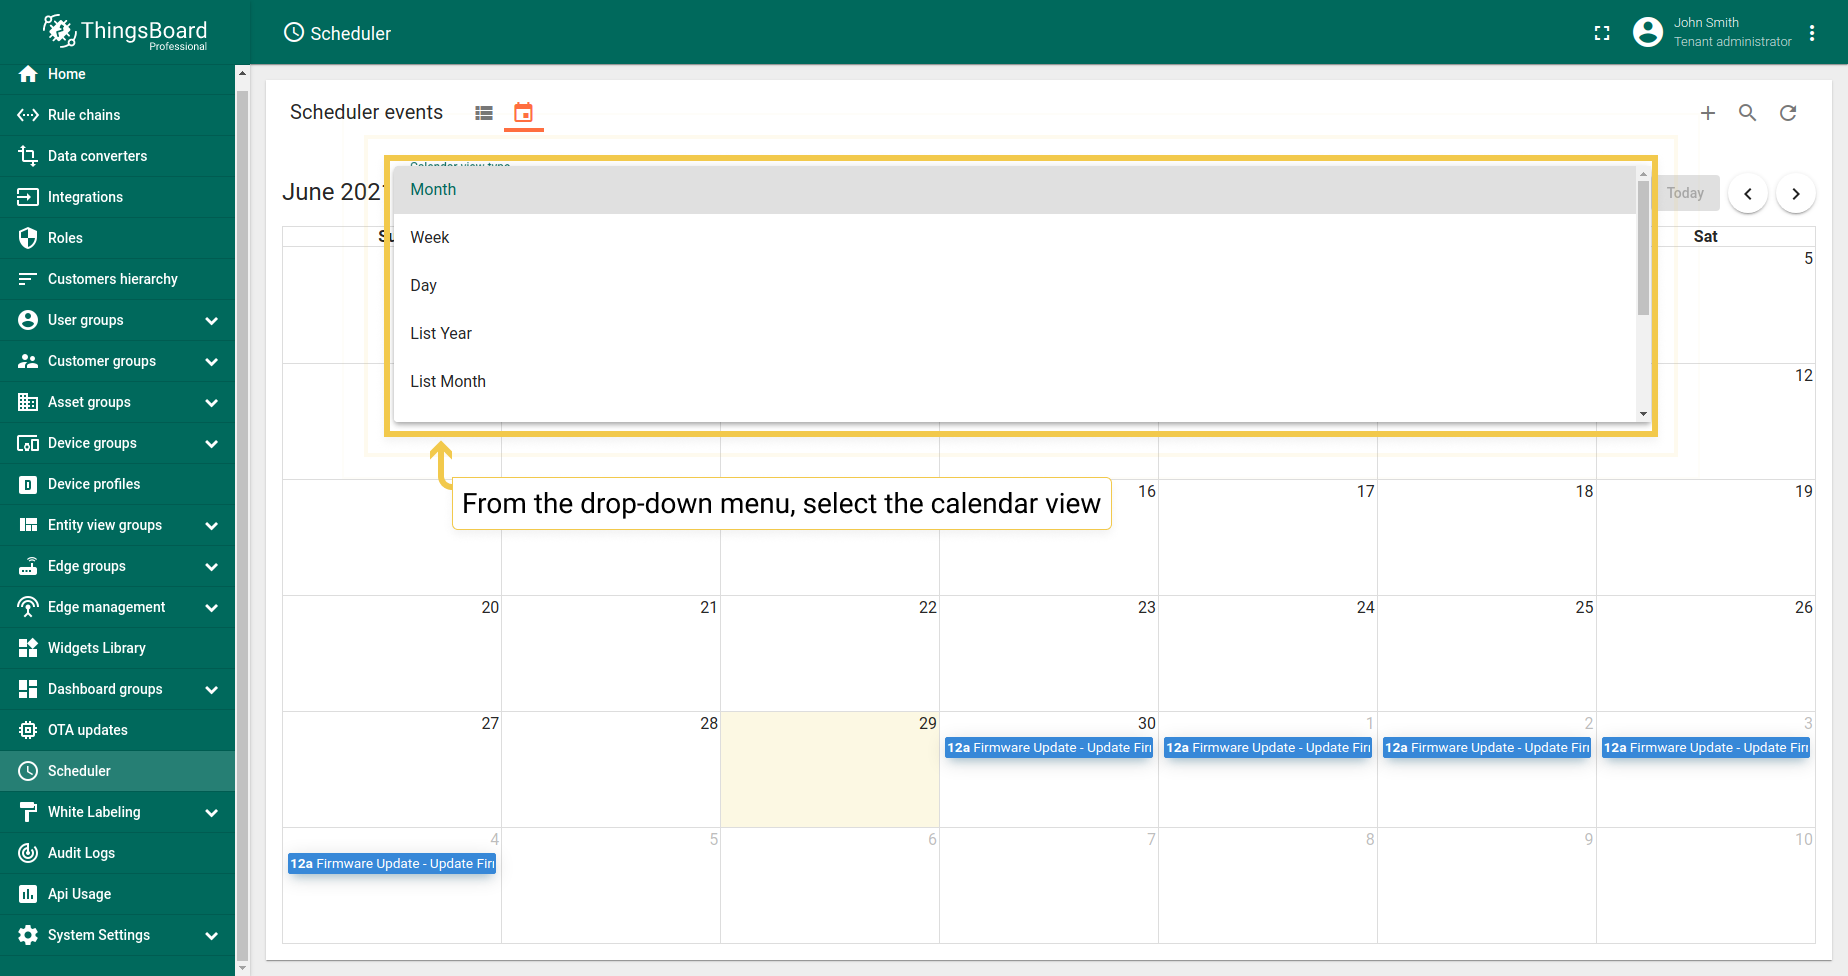 ThingsBoard
Professional
Scheduler
John Smith
Tenant administrator
Home
Rule chains
Data converters
Integrations
Roles
Customers hierarchy
User groups
Customer groups
Asset groups
Device groups
Device profiles
Entity view groups
Edge groups
Edge management
Widgets Library
Dashboard groups
OTA updates
Scheduler
White Labeling
Audit Logs
Api Usage
System Settings
Scheduler events
Calendar view type
June 2021
Today
Month
Week
Day
List Year
List Month
Su
Sat
5
12
From the drop-down menu, select the calendar view
16 17 18 19
20 21 22 23 24 25 26
27 28 29 30 1 2 3
12a Firmware Update - Update Fir 12a Firmware Update - Update Fir 12a Firmware Update - Update Fir 12a Firmware Update - Update Fir
4 5 6 7 8 9 10
12a Firmware Update - Update Fir